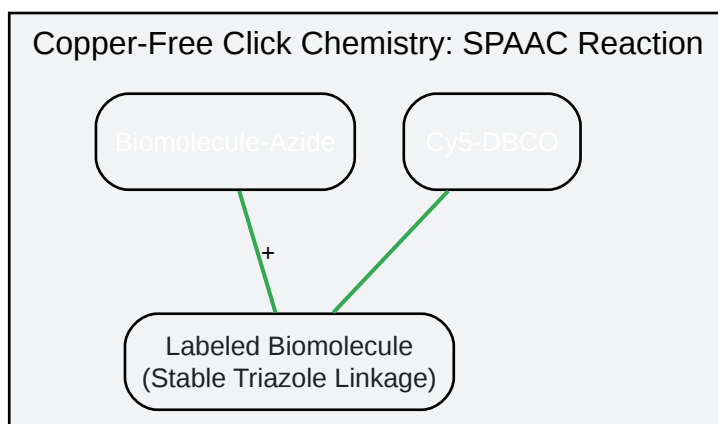 Copper-Free Click Chemistry: SPAAC Reaction
Biomolecule-Azide
Cy5-DBCO
+
Labeled Biomolecule
(Stable Triazole Linkage)